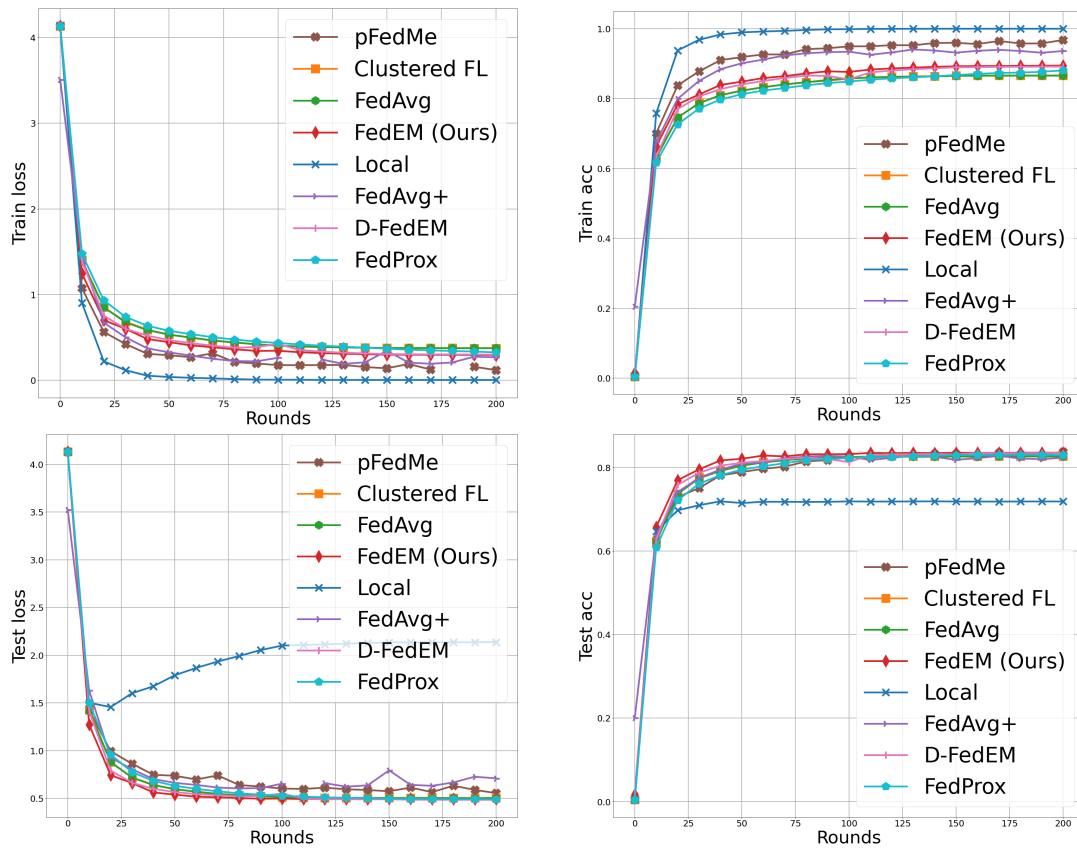 4
3
2
1
0
Train loss
0
25
50
75
100
125
150
175
200
Rounds
pFedMe
Clustered FL
FedAvg
FedEM (Ours)
Local
FedAvg+
D-FedEM
FedProx
1.0
0.8
0.6
0.4
0.2
0.0
Train acc
0
25
50
75
100
125
150
175
200
Rounds
pFedMe
Clustered FL
FedAvg
FedEM (Ours)
Local
FedAvg+
D-FedEM
FedProx
4.0
3.5
3.0
2.5
2.0
1.5
1.0
0.5
Test loss
0
25
50
75
100
125
150
175
200
Rounds
pFedMe
Clustered FL
FedAvg
FedEM (Ours)
Local
FedAvg+
D-FedEM
FedProx
0.8
0.6
0.4
0.2
0.0
Test acc
0
25
50
75
100
125
150
175
200
Rounds
pFedMe
Clustered FL
FedAvg
FedEM (Ours)
Local
FedAvg+
D-FedEM
FedProx